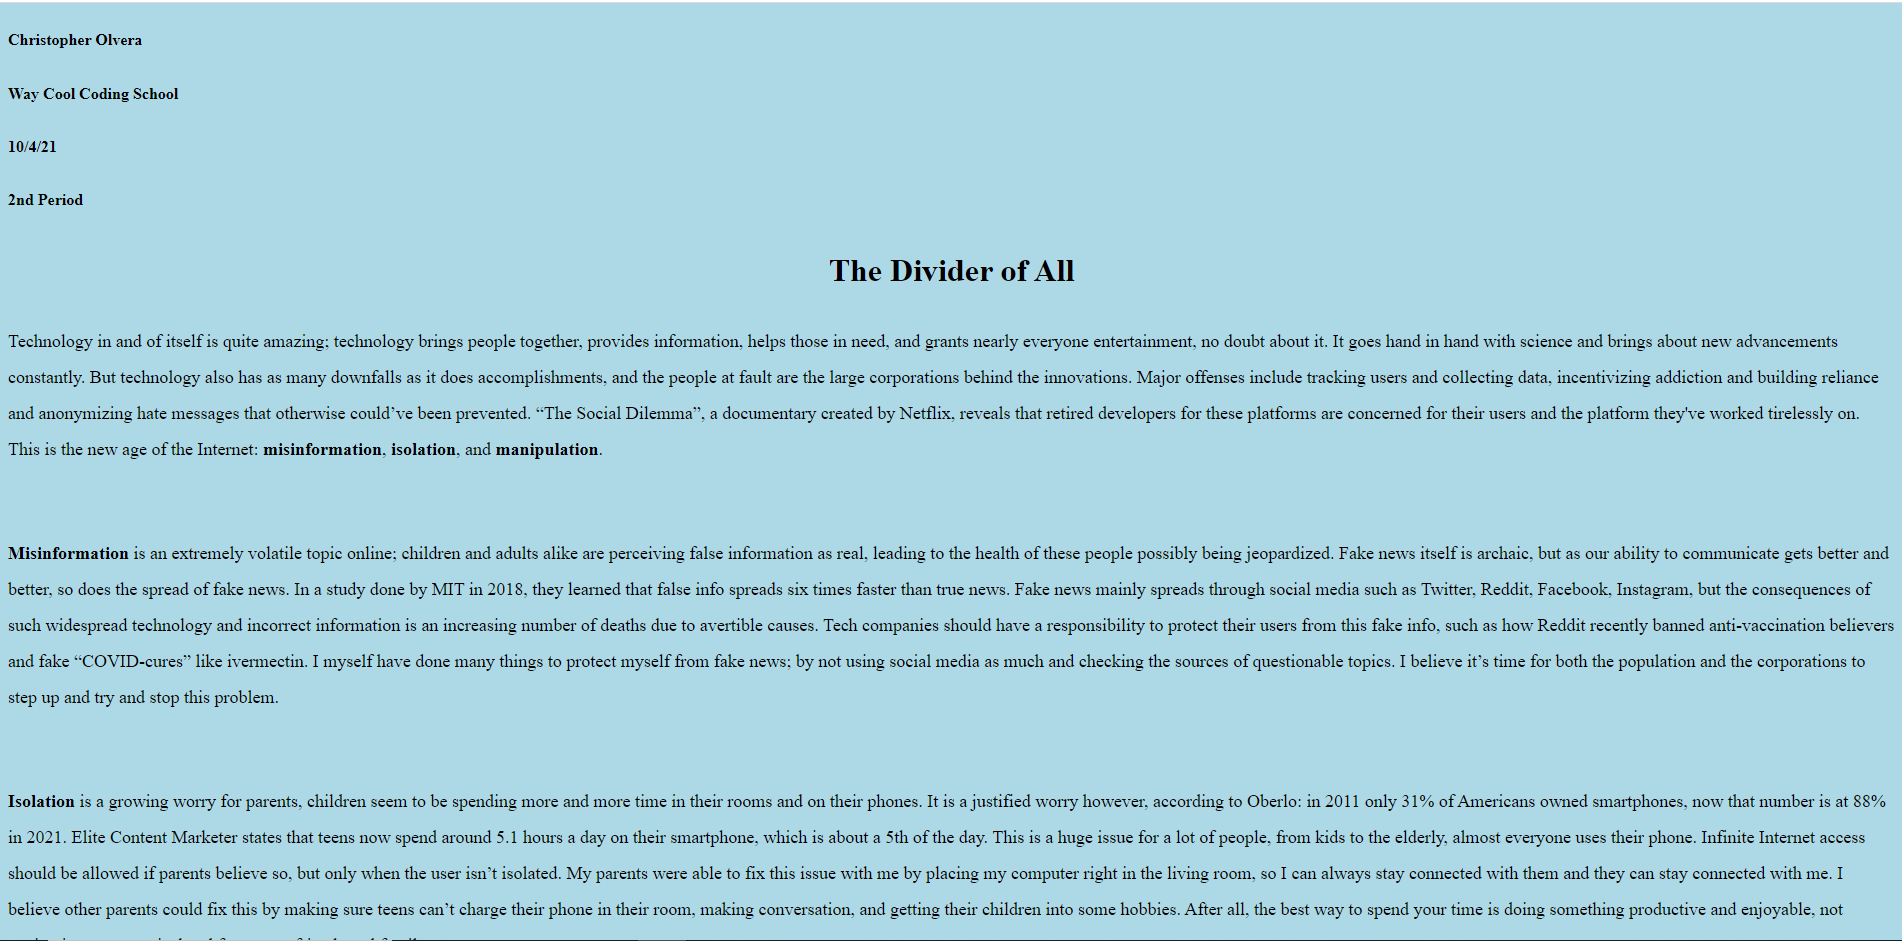 Christopher Olvera
Way Cool Coding School
10/4/21
2nd Period
The Divider of All
Technology in and of itself is quite amazing; technology brings people together, provides information, helps those in need, and grants nearly everyone entertainment, no doubt about it. It goes hand in hand with science and brings about new advancements
constantly. But technology also has as many downfalls as it does accomplishments, and the people at fault are the large corporations behind the innovations. Major offenses include tracking users and collecting data, incentivizing addiction and building reliance
and anonymizing hate messages that otherwise could’ve been prevented. “The Social Dilemma”, a documentary created by Netflix, reveals that retired developers for these platforms are concerned for their users and the platform they've worked tirelessly on.
This is the new age of the Internet: misinformation, isolation, and manipulation.
Misinformation is an extremely volatile topic online; children and adults alike are perceiving false information as real, leading to the health of these people possibly being jeopardized. Fake news itself is archaic, but as our ability to communicate gets better and
better, so does the spread of fake news. In a study done by MIT in 2018, they learned that false info spreads six times faster than true news. Fake news mainly spreads through social media such as Twitter, Reddit, Facebook, Instagram, but the consequences of
such widespread technology and incorrect information is an increasing number of deaths due to avertible causes. Tech companies should have a responsibility to protect their users from this fake info, such as how Reddit recently banned anti-vaccination believers
and fake “COVID-cures” like ivermectin. I myself have done many things to protect myself from fake news; by not using social media as much and checking the sources of questionable topics. I believe it’s time for both the population and the corporations to
step up and try and stop this problem.
Isolation is a growing worry for parents, children seem to be spending more and more time in their rooms and on their phones. It is a justified worry however, according to Oberlo: in 2011 only 31% of Americans owned smartphones, now that number is at 88%
in 2021. Elite Content Marketer states that teens now spend around 5.1 hours a day on their smartphone, which is about a 5th of the day. This is a huge issue for a lot of people, from kids to the elderly, almost everyone uses their phone. Infinite Internet access
should be allowed if parents believe so, but only when the user isn’t isolated. My parents were able to fix this issue with me by placing my computer right in the living room, so I can always stay connected with them and they can stay connected with me. I
believe other parents could fix this by making sure teens can’t charge their phone in their room, making conversation, and getting their children into some hobbies. After all, the best way to spend your time is doing something productive and enjoyable, not